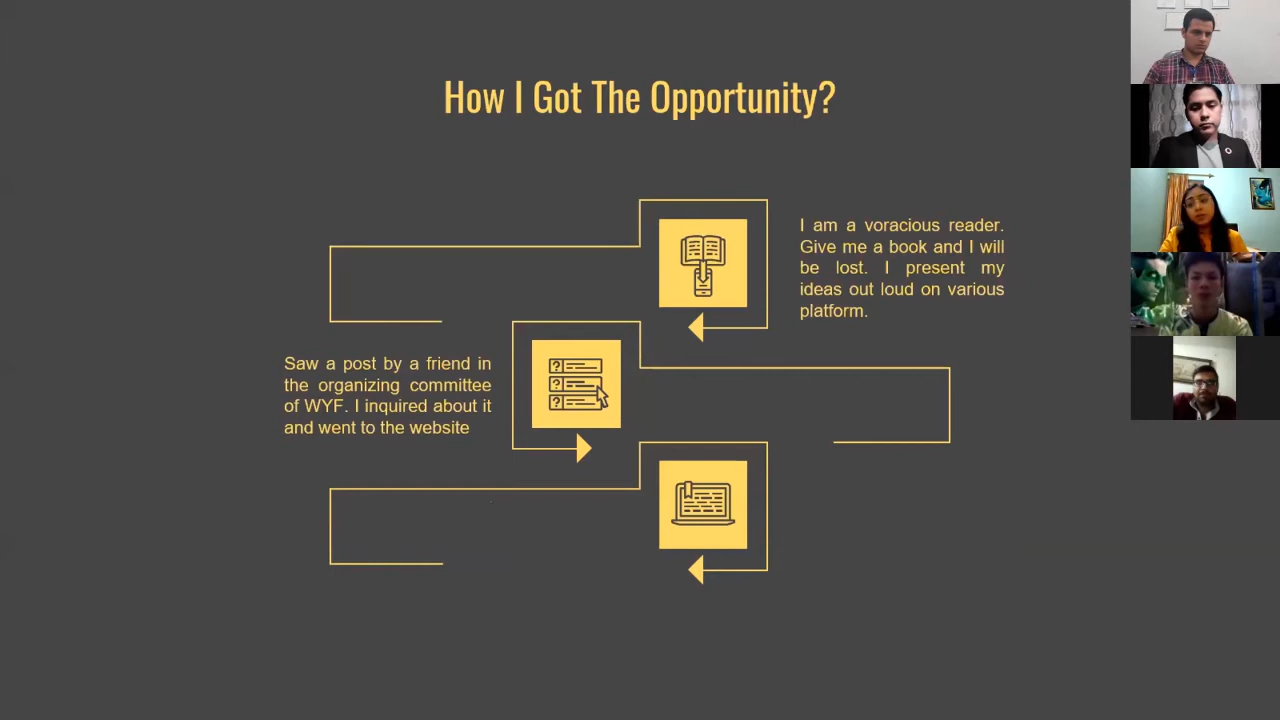 How I Got The Opportunity?
I am a voracious reader.
Give me a book and I will
be lost. I present my
ideas out loud on various
platform.
Saw a post by a friend in
the organizing committee
of WYF. I inquired about it
and went to the website